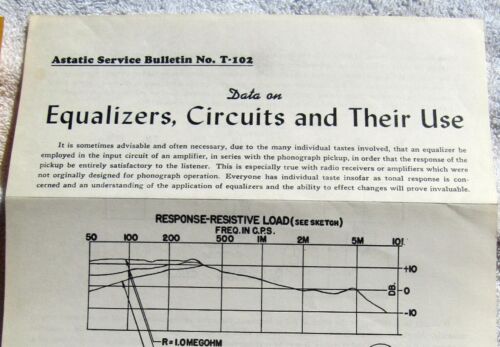 Astatic Service Bulletin No. T-102
Data on
Equalizers, Circuits and Their Use
It is sometimes advisable and often necessary, due to the many individual tastes involved, that an equalizer be
employed in the input circuit of an amplifier, in series with the phonograph pickup, in order that the response of the
pickup be entirely satisfactory to the listener. This is especially true with radio receivers or amplifiers which were
not orginally designed for phonograph operation. Everyone has individual taste insofar as tonal response is con-
cerned and an understanding of the application of equalizers and the ability to effect changes will prove invaluable.
RESPONSE-RESISTIVE LOAD (SEE SKETCH)
FREQ. IN C.P.S.
50 100 200 500 1M 2M 5M 10
+10
0
-10
DB.
R=1.0 MEGOHM